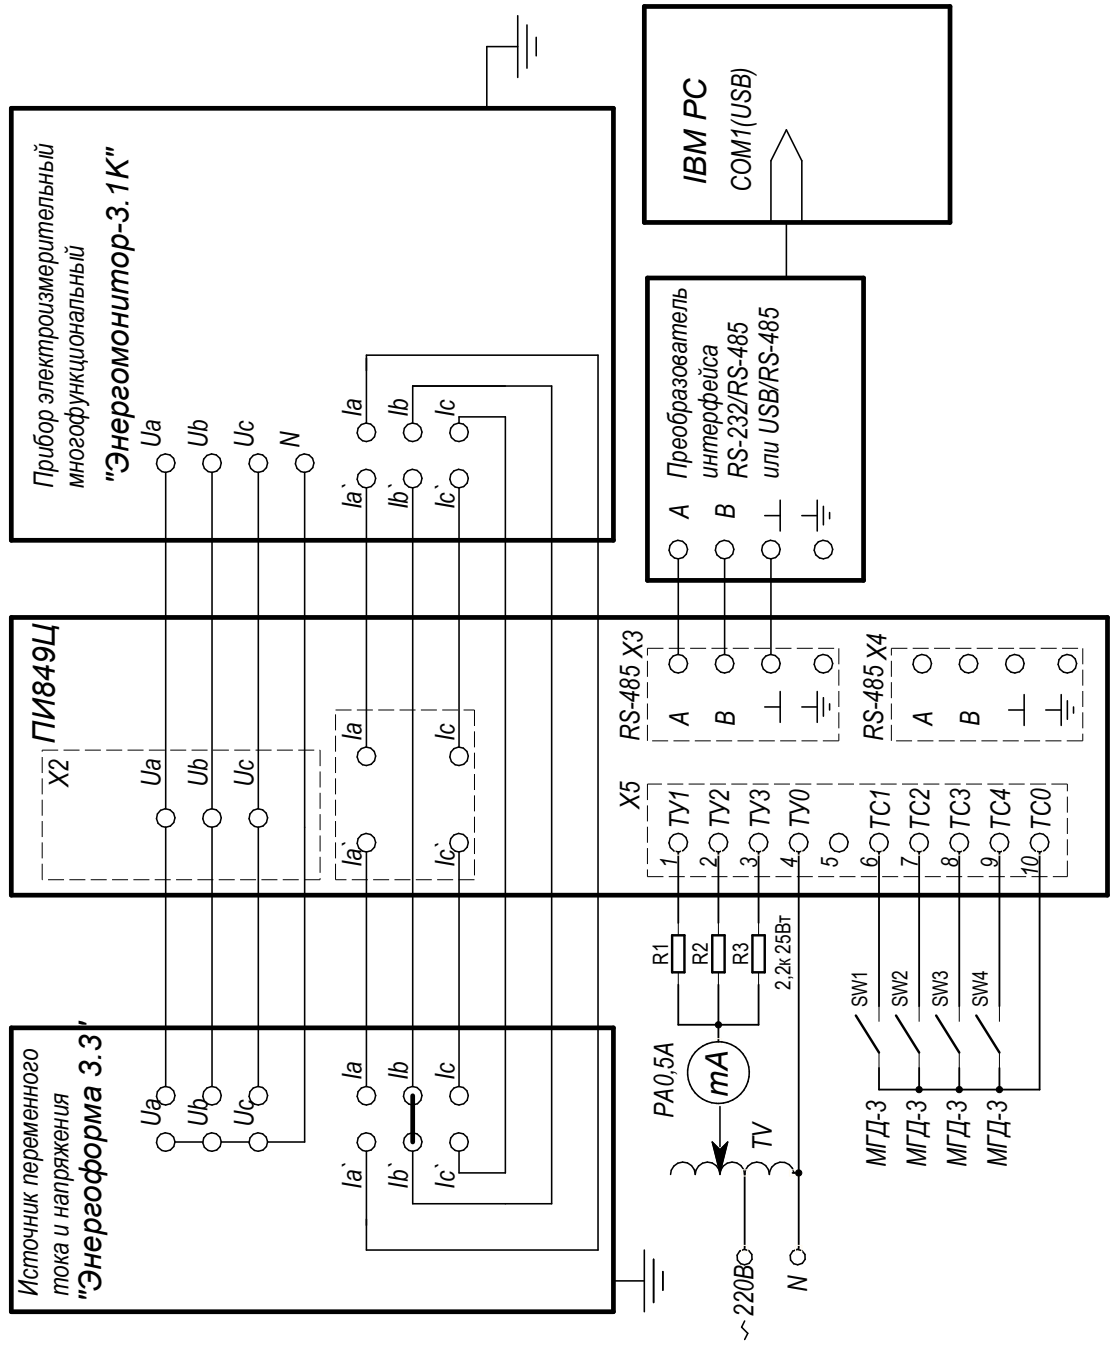 Источник переменного
тока и напряжения
"Энергоформа 3.3"
Ua
Ub
Uc
Ia`
Ib`
Ic`
Ia
Ib
Ic
ПИ849Ц
X2
Ua
Ub
Uc
Ia`
Ic`
Ia
Ic
Прибор электроизмерительный
многофункциональный
"Энергомонитор-3.1К"
Ua
Ub
Uc
N
Ia`
Ib`
Ic`
Ia
Ib
Ic
~220В
N
TV
PA0,5A
mA
R1
R2
R3
2,2к 25Вт
X5
1 ТУ1
2 ТУ2
3 ТУ3
4 ТУ0
5
6 ТС1
7 ТС2
8 ТС3
9 ТС4
10 ТС0
МГД-3
МГД-3
МГД-3
МГД-3
SW1
SW2
SW3
SW4
RS-485 X3
A
B
RS-485 X4
A
B
A
B
Преобразователь
интерфейса
RS-232/RS-485
или USB/RS-485
IBM PC
COM1(USB)